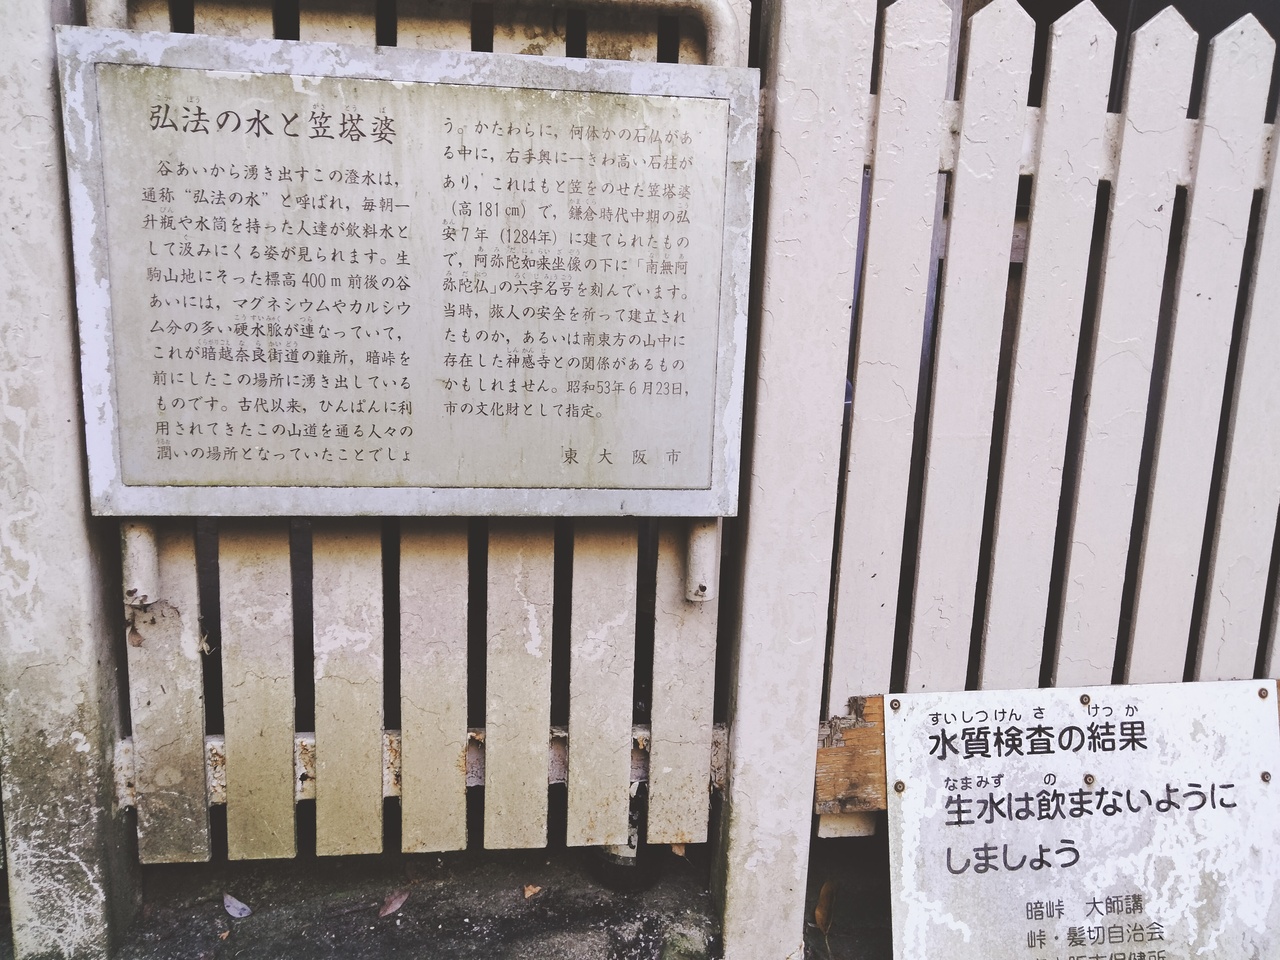 弘法の水と笠塔婆
谷あいから湧き出すこの澄水は，
通称“弘法の水”と呼ばれ，毎朝一
升瓶や水筒を持った人達が飲料水と
して汲みにくる姿が見られます。生
駒山地にそった標高400m前後の谷
あいには，マグネシウムやカルシウ
ム分の多い硬水脈が連なっていて，
これが暗越奈良街道の難所，暗峠を
前にしたこの場所に湧き出している
ものです。古代以来，ひんぱんに利
用されてきたこの山道を通る人々の
潤いの場所となっていたことでしょ
う。かたわらに，何体かの石仏があ
る中に，右手奥に一きわ高い石柱が
あり，これはもと笠をのせた笠塔婆
（高181cm）で，鎌倉時代中期の弘
安7年（1284年）に建てられたもの
で，阿弥陀如来坐像の下に「南無阿
弥陀仏」の六字名号を刻んでいます。
当時，旅人の安全を祈って建立され
たものか，あるいは南東方の山中に
存在した神感寺との関係があるもの
かもしれません。昭和53年6月23日，
市の文化財として指定。
東大阪市
すいしつけんさ けっか
水質検査の結果
なまみず の
生水は飲まないように
しましょう
暗峠 大師講
峠・髪切自治会